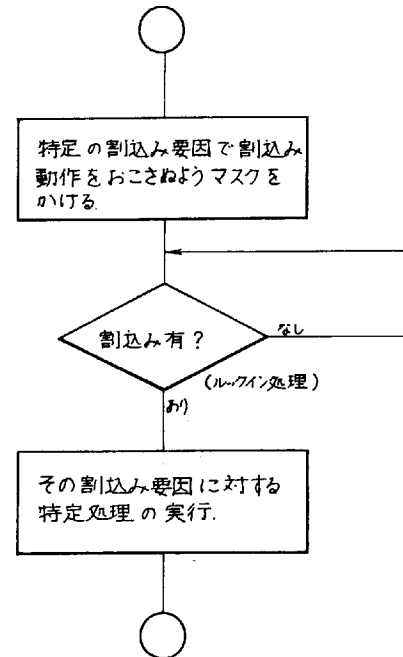 特定の割込み要因で割込み
動作をおこさぬようマスクを
かける.
割込み有?
なし
(ルックイン処理)
あり
その割込み要因に対する
特定処理の実行.